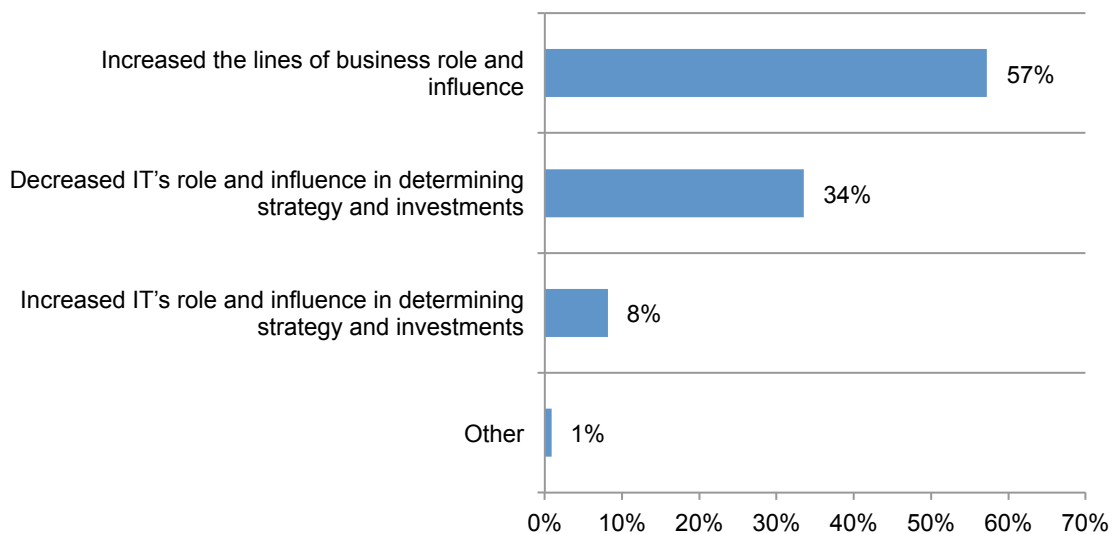 Increased the lines of business role and
influence
57%
Decreased IT’s role and influence in determining
strategy and investments
34%
Increased IT’s role and influence in determining
strategy and investments
8%
Other
1%
0% 10% 20% 30% 40% 50% 60% 70%